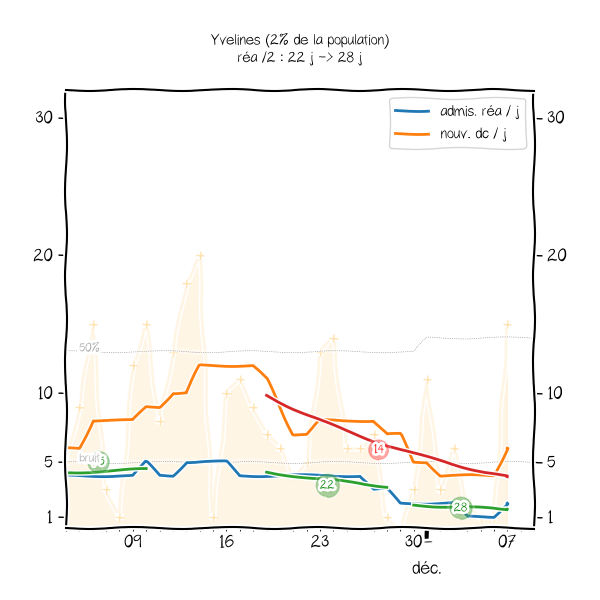 Yvelines (2% de la population)
réa /2 : 22 j -> 28 j
admis. réa / j
nouv. dc / j
30 30
20 20
50%
10 10
14
bruit
5 5
22
28
1 1
09 16 23 30 07
déc.